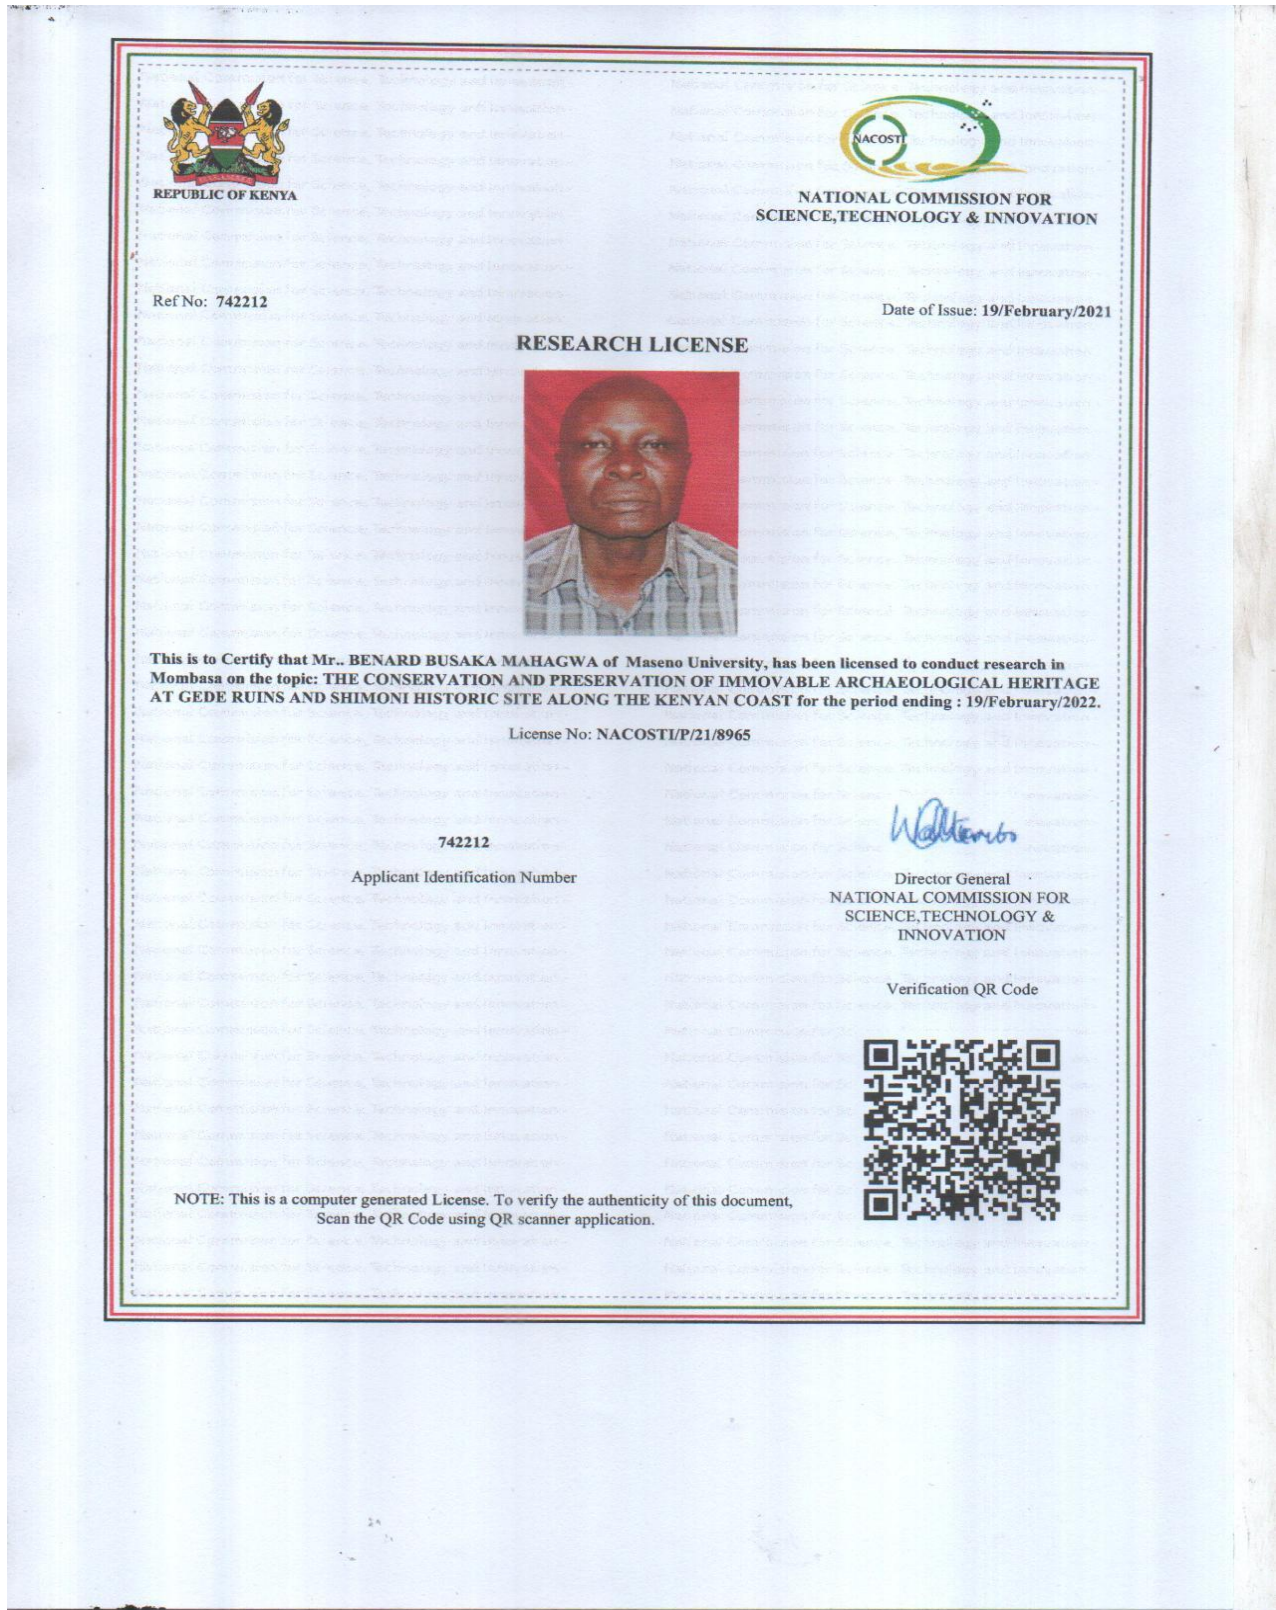 REPUBLIC OF KENYA
NACOSTI
NATIONAL COMMISSION FOR
SCIENCE,TECHNOLOGY & INNOVATION
Ref No: 742212
Date of Issue: 19/February/2021
RESEARCH LICENSE
This is to Certify that Mr.. BENARD BUSAKA MAHAGWA of Maseno University, has been licensed to conduct research in
Mombasa on the topic: THE CONSERVATION AND PRESERVATION OF IMMOVABLE ARCHAEOLOGICAL HERITAGE
AT GEDE RUINS AND SHIMONI HISTORIC SITE ALONG THE KENYAN COAST for the period ending : 19/February/2022.
License No: NACOSTI/P/21/8965
742212
Applicant Identification Number
Director General
NATIONAL COMMISSION FOR
SCIENCE,TECHNOLOGY &
INNOVATION
Verification QR Code
NOTE: This is a computer generated License. To verify the authenticity of this document,
Scan the QR Code using QR scanner application.